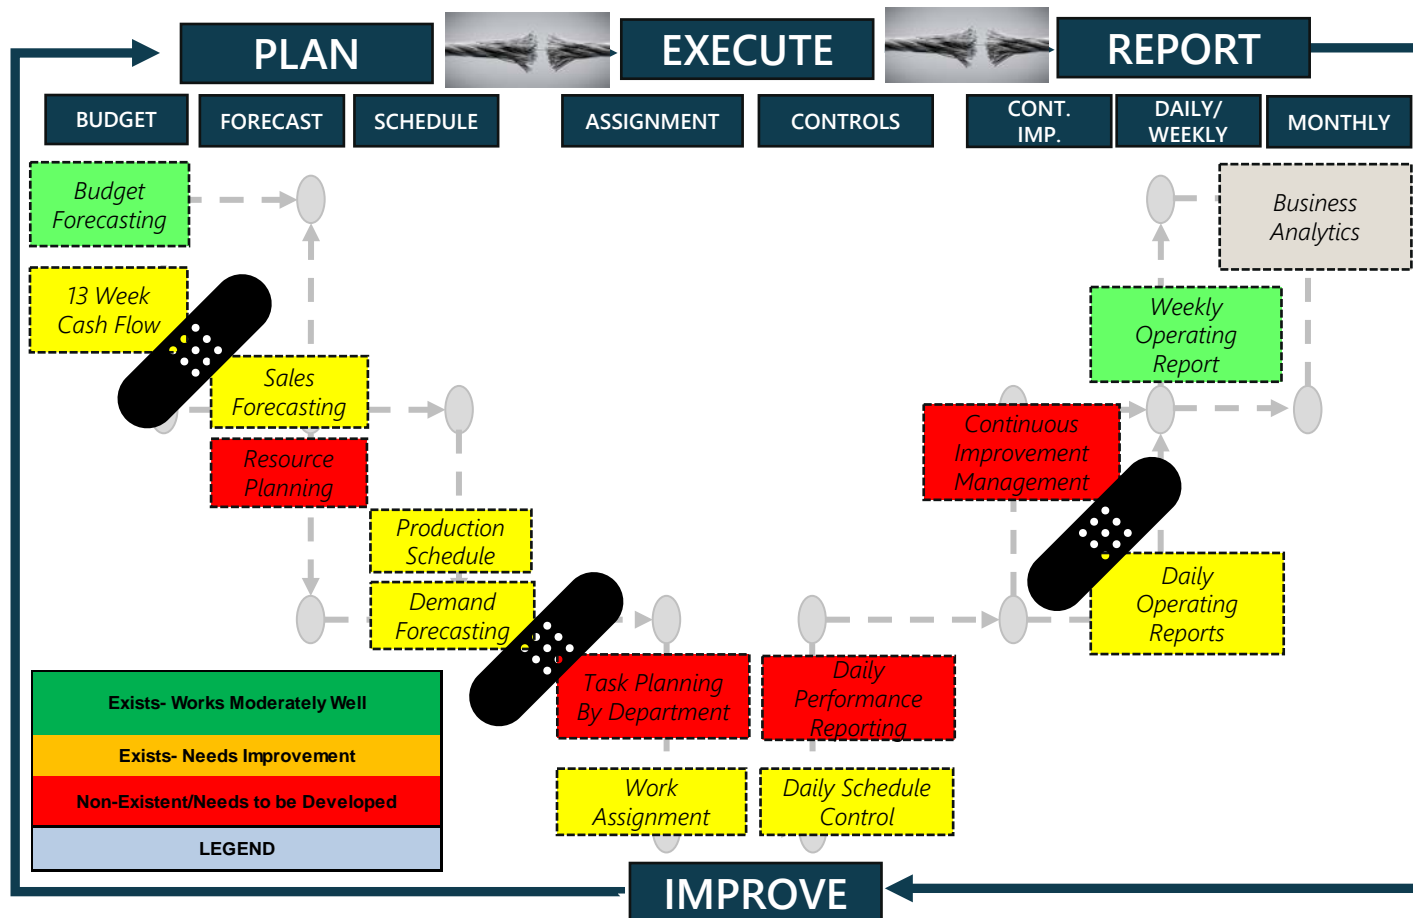 PLAN
EXECUTE
REPORT
BUDGET
FORECAST
SCHEDULE
ASSIGNMENT
CONTROLS
CONT.
IMP.
DAILY/
WEEKLY
MONTHLY
Budget
Forecasting
13 Week
Cash Flow
Sales
Forecasting
Resource
Planning
Production
Schedule
Demand
Forecasting
Task Planning
By Department
Work
Assignment
Daily
Performance
Reporting
Daily Schedule
Control
Continuous
Improvement
Management
Daily
Operating
Reports
Weekly
Operating
Report
Business
Analytics
Exists- Works Moderately Well
Exists- Needs Improvement
Non-Existent/Needs to be Developed
LEGEND
IMPROVE